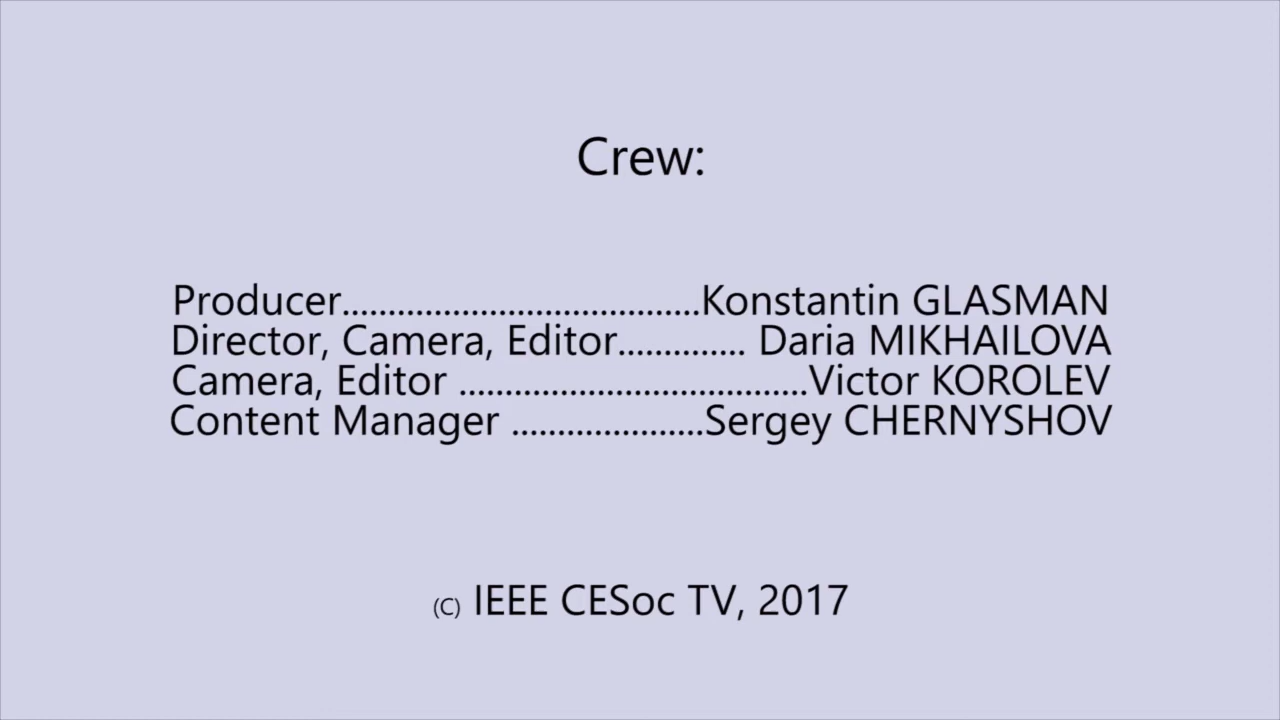 Crew:
Producer.......................................Konstantin GLASMAN
Director, Camera, Editor.............. Daria MIKHAILOVA
Camera, Editor ......................................Victor KOROLEV
Content Manager .....................Sergey CHERNYSHOV
(C) IEEE CESoc TV, 2017